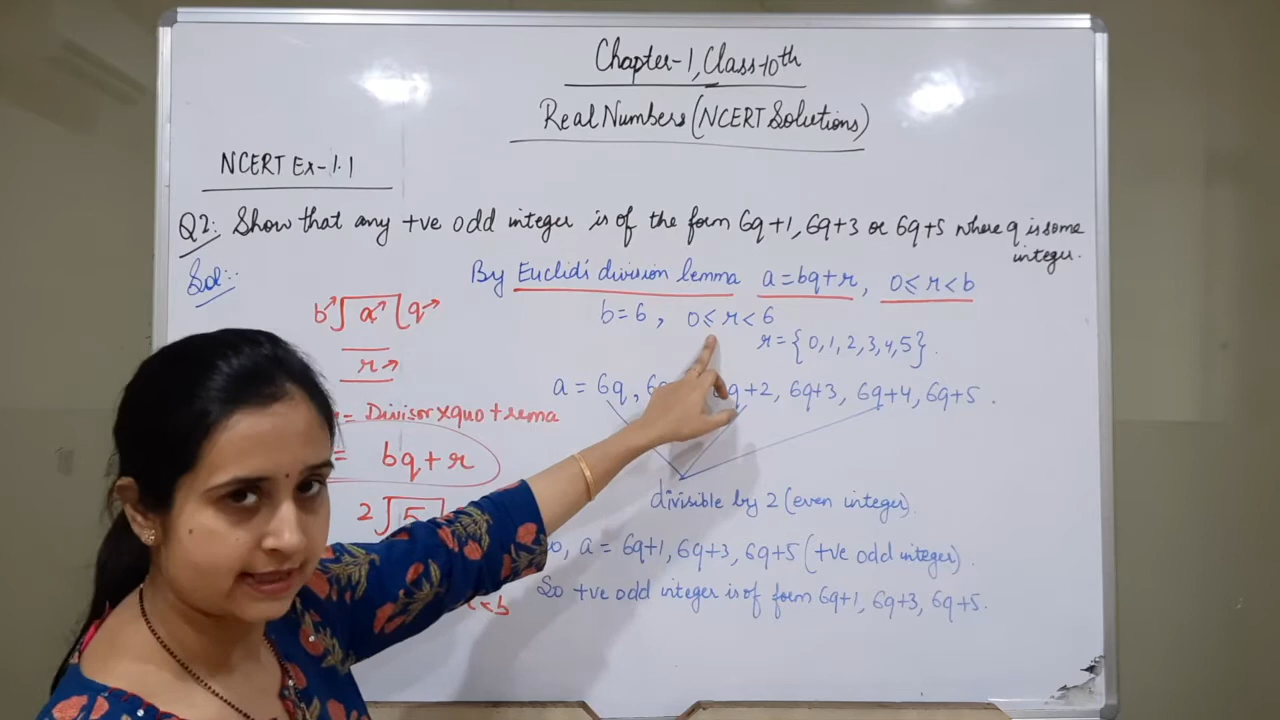 Chapter-1, Class-10th
Real Numbers (NCERT Solutions)
NCERT Ex-1.1
Q2: Show that any +ve odd integer is of the form 6q+1, 6q+3 or 6q+5 where q is some integer.
Sol:-
By Euclid's division lemma a=bq+r, 0≤r<b
b=6, 0≤r<6
r={0,1,2,3,4,5}.
b a q
r
a = 6q, 6q+2, 6q+3, 6q+4, 6q+5.
= Divisor×quo+rema
= bq+r
2 5
divisible by 2 (even integer)
a = 6q+1, 6q+3, 6q+5 (+ve odd integer).
So +ve odd integer is of form 6q+1, 6q+3, 6q+5.
<b